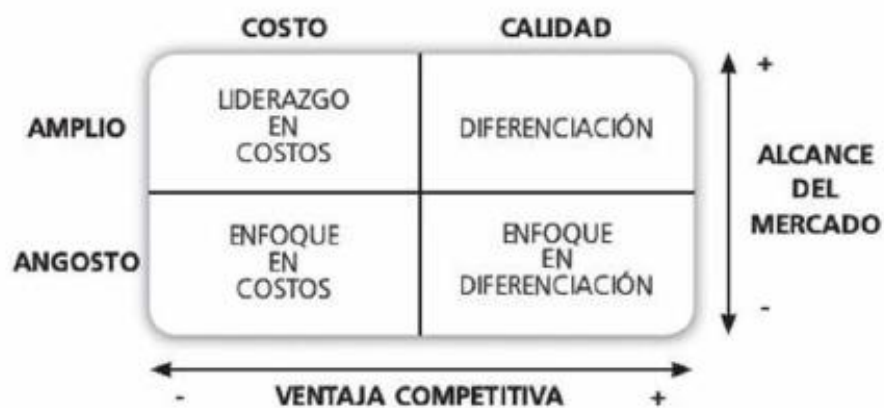 COSTO CALIDAD
AMPLIO
LIDERAZGO
EN
COSTOS
DIFERENCIACIÓN
ANGOSTO
ENFOQUE
EN
COSTOS
ENFOQUE
EN
DIFERENCIACIÓN
+
ALCANCE
DEL
MERCADO
-
- VENTAJA COMPETITIVA +